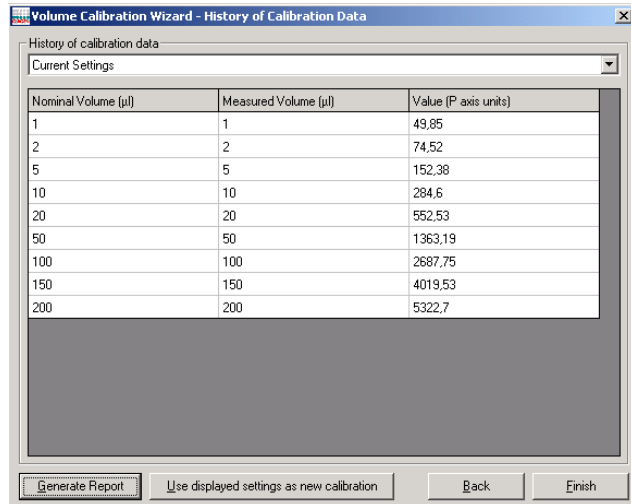 Volume Calibration Wizard - History of Calibration Data
History of calibration data
Current Settings
Nominal Volume (µl) Measured Volume (µl) Value (P axis units)
1 1 49,85
2 2 74,52
5 5 152,38
10 10 284,6
20 20 552,53
50 50 1363,19
100 100 2687,75
150 150 4019,53
200 200 5322,7
Generate Report Use displayed settings as new calibration Back Finish